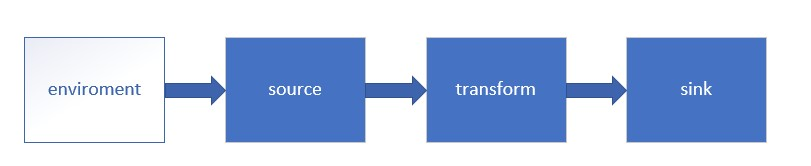 enviroment
source
transform
sink